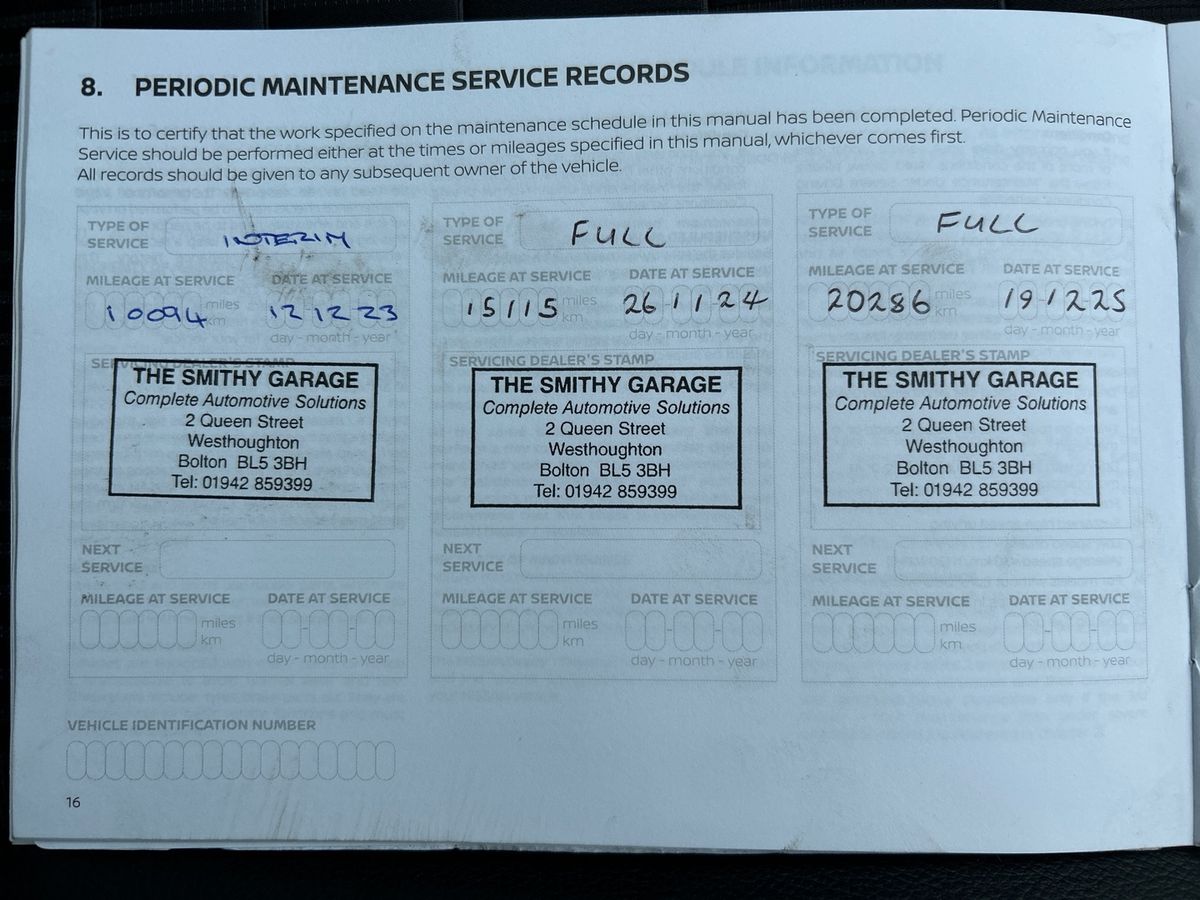 8. PERIODIC MAINTENANCE SERVICE RECORDS
This is to certify that the work specified on the maintenance schedule in this manual has been completed. Periodic Maintenance
Service should be performed either at the times or mileages specified in this manual, whichever comes first.
All records should be given to any subsequent owner of the vehicle.
TYPE OF
SERVICE INTERIM
MILEAGE AT SERVICE DATE AT SERVICE
10094 miles
km
12 12 23
day - month - year
SERVICING DEALER'S STAMP
THE SMITHY GARAGE
Complete Automotive Solutions
2 Queen Street
Westhoughton
Bolton BL5 3BH
Tel: 01942 859399
NEXT
SERVICE
MILEAGE AT SERVICE DATE AT SERVICE
miles
km
day - month - year
TYPE OF
SERVICE FULL
MILEAGE AT SERVICE DATE AT SERVICE
15115 miles
km
26-11-24
day - month - year
SERVICING DEALER'S STAMP
THE SMITHY GARAGE
Complete Automotive Solutions
2 Queen Street
Westhoughton
Bolton BL5 3BH
Tel: 01942 859399
NEXT
SERVICE
MILEAGE AT SERVICE DATE AT SERVICE
miles
km
day - month - year
TYPE OF
SERVICE FULL
MILEAGE AT SERVICE DATE AT SERVICE
20286 miles
km
19-12-25
day - month - year
SERVICING DEALER'S STAMP
THE SMITHY GARAGE
Complete Automotive Solutions
2 Queen Street
Westhoughton
Bolton BL5 3BH
Tel: 01942 859399
NEXT
SERVICE
MILEAGE AT SERVICE DATE AT SERVICE
miles
km
day - month - year
VEHICLE IDENTIFICATION NUMBER
16